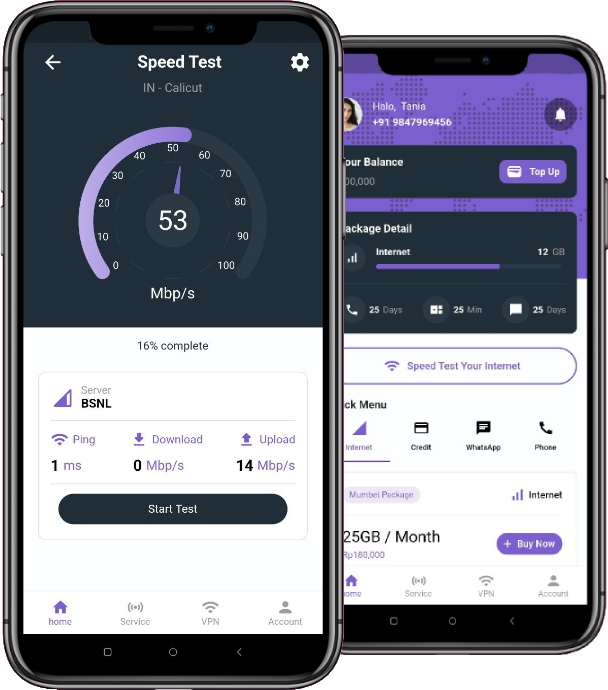 Speed Test
IN - Calicut
0
10
20
30
40
50
60
70
80
90
100
53
Mbp/s
16% complete
Server
BSNL
Ping
Download
Upload
1 ms
0 Mbp/s
14 Mbp/s
Start Test
home
Service
VPN
Account
Halo, Tania
+91 9847969456
our Balance
00,000
Top Up
ackage Detail
Internet
12 GB
25 Days
25 Min
25 Days
Speed Test Your Internet
ck Menu
Internet
Credit
WhatsApp
Phone
Mumbet Package
Internet
25GB / Month
Rp180,000
+ Buy Now
ome
Service
VPN
Account